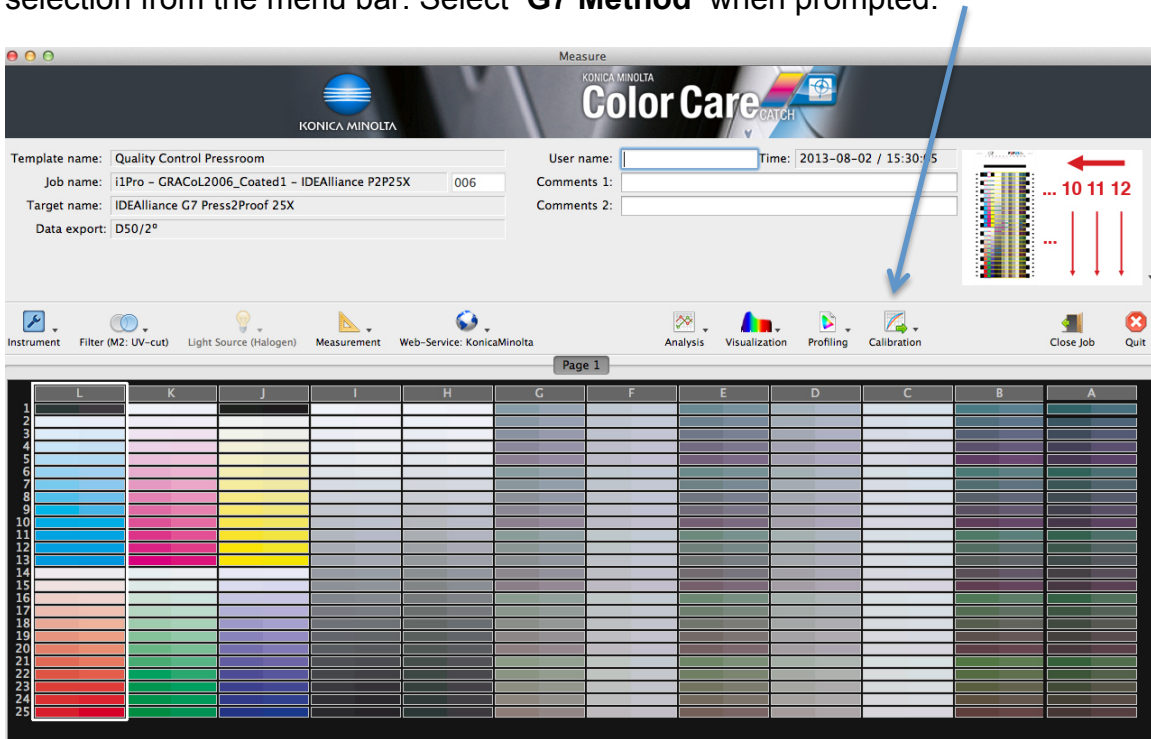 selection from the menu bar. Select "G7 Method" when prompted.
Measure
KONICA MINOLTA
KONICA MINOLTA
Color Care
CATCH
Template name: Quality Control Pressroom
User name: Time: 2013-08-02 / 15:30:
Job name: i1Pro - GRACoL2006_Coated1 - IDEAlliance P2P25X 006
Comments 1:
Target name: IDEAlliance G7 Press2Proof 25X
Comments 2:
Data export: D50/2°
... 10 11 12
...
Instrument Filter (M2: UV-cut) Light Source (Halogen) Measurement Web-Service: KonicaMinolta Analysis Visualization Profiling Calibration Close Job Quit
Page 1
L K J I H G F E D C B A
1
2
3
4
5
6
7
8
9
10
11
12
13
14
15
16
17
18
19
20
21
22
23
24
25